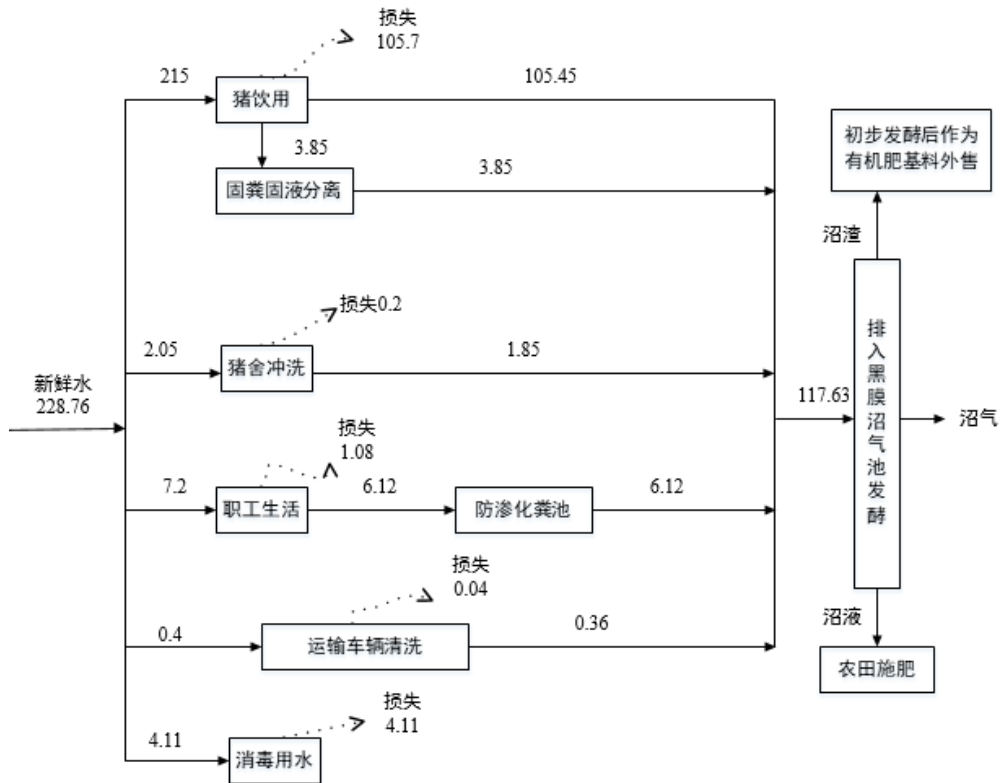 损失
105.7
215
猪饮用
105.45
3.85
固粪固液分离
3.85
初步发酵后作为
有机肥基料外售
沼渣
损失0.2
2.05
猪舍冲洗
1.85
新鲜水
228.76
117.63
排入黑膜沼气池发酵
沼气
损失
1.08
7.2
职工生活
6.12
防渗化粪池
6.12
损失
0.04
0.4
运输车辆清洗
0.36
沼液
农田施肥
损失
4.11
4.11
消毒用水